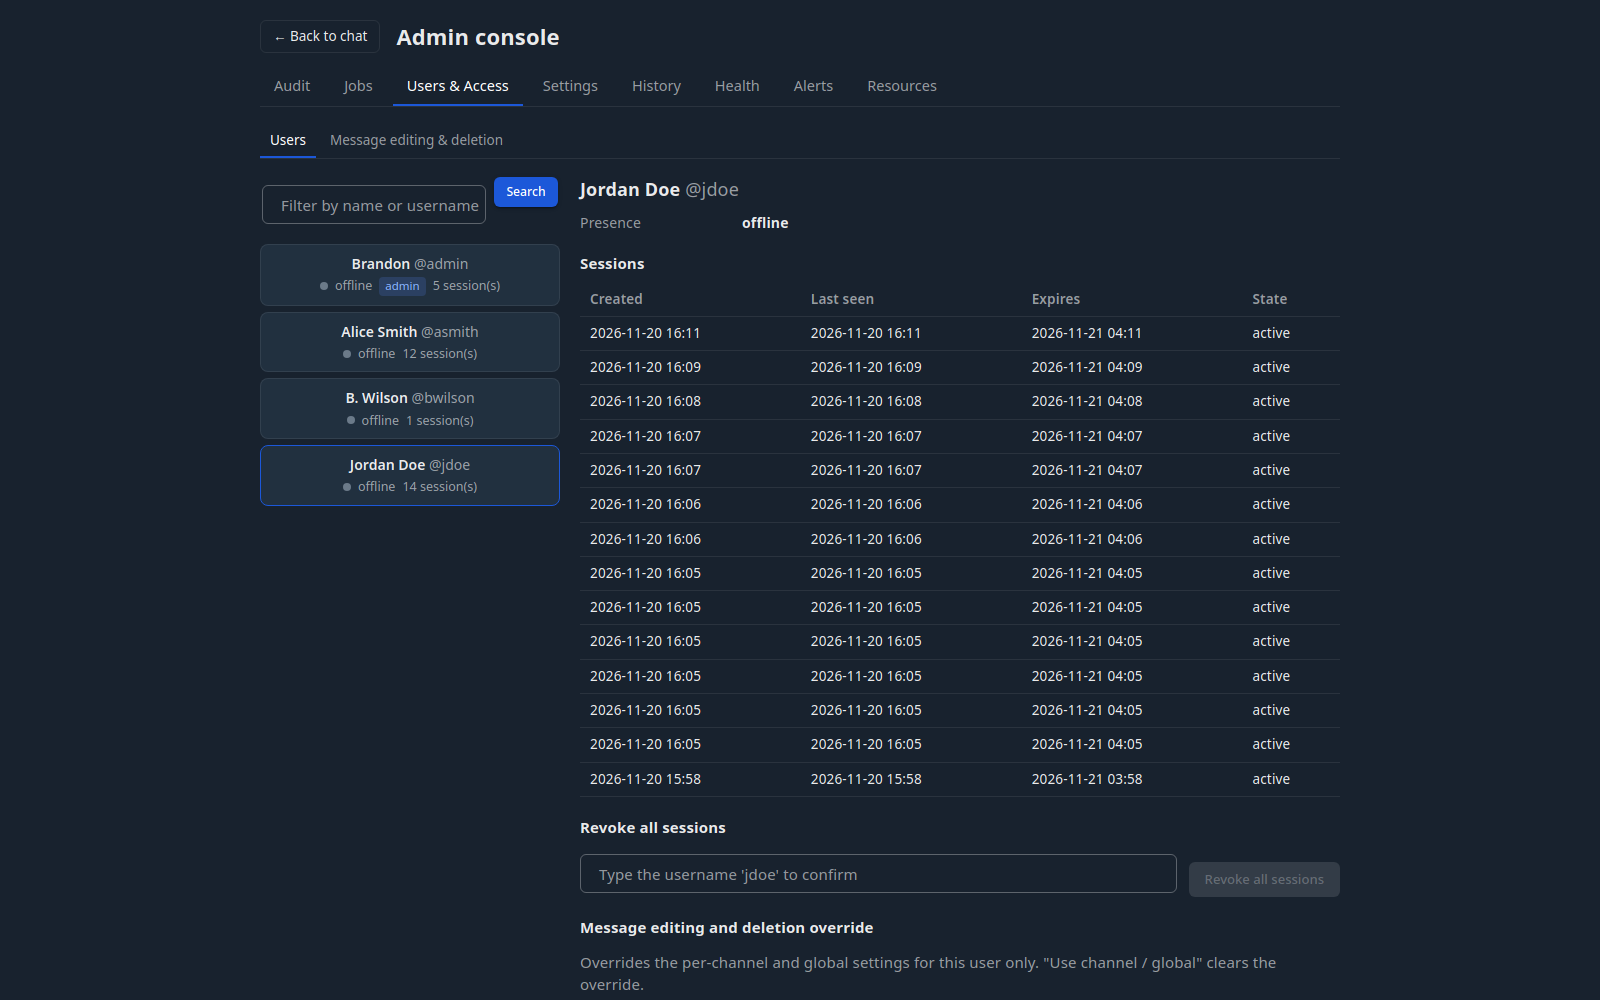 ← Back to chat
Admin console
Audit Jobs Users & Access Settings History Health Alerts Resources
Users Message editing & deletion
Filter by name or username Search
Brandon @admin
offline admin 5 session(s)
Alice Smith @asmith
offline 12 session(s)
B. Wilson @bwilson
offline 1 session(s)
Jordan Doe @jdoe
offline 14 session(s)
Jordan Doe @jdoe
Presence offline
Sessions
Created Last seen Expires State
2026-11-20 16:11 2026-11-20 16:11 2026-11-21 04:11 active
2026-11-20 16:09 2026-11-20 16:09 2026-11-21 04:09 active
2026-11-20 16:08 2026-11-20 16:08 2026-11-21 04:08 active
2026-11-20 16:07 2026-11-20 16:07 2026-11-21 04:07 active
2026-11-20 16:07 2026-11-20 16:07 2026-11-21 04:07 active
2026-11-20 16:06 2026-11-20 16:06 2026-11-21 04:06 active
2026-11-20 16:06 2026-11-20 16:06 2026-11-21 04:06 active
2026-11-20 16:05 2026-11-20 16:05 2026-11-21 04:05 active
2026-11-20 16:05 2026-11-20 16:05 2026-11-21 04:05 active
2026-11-20 16:05 2026-11-20 16:05 2026-11-21 04:05 active
2026-11-20 16:05 2026-11-20 16:05 2026-11-21 04:05 active
2026-11-20 16:05 2026-11-20 16:05 2026-11-21 04:05 active
2026-11-20 16:05 2026-11-20 16:05 2026-11-21 04:05 active
2026-11-20 15:58 2026-11-20 15:58 2026-11-21 03:58 active
Revoke all sessions
Type the username 'jdoe' to confirm Revoke all sessions
Message editing and deletion override
Overrides the per-channel and global settings for this user only. "Use channel / global" clears the
override.